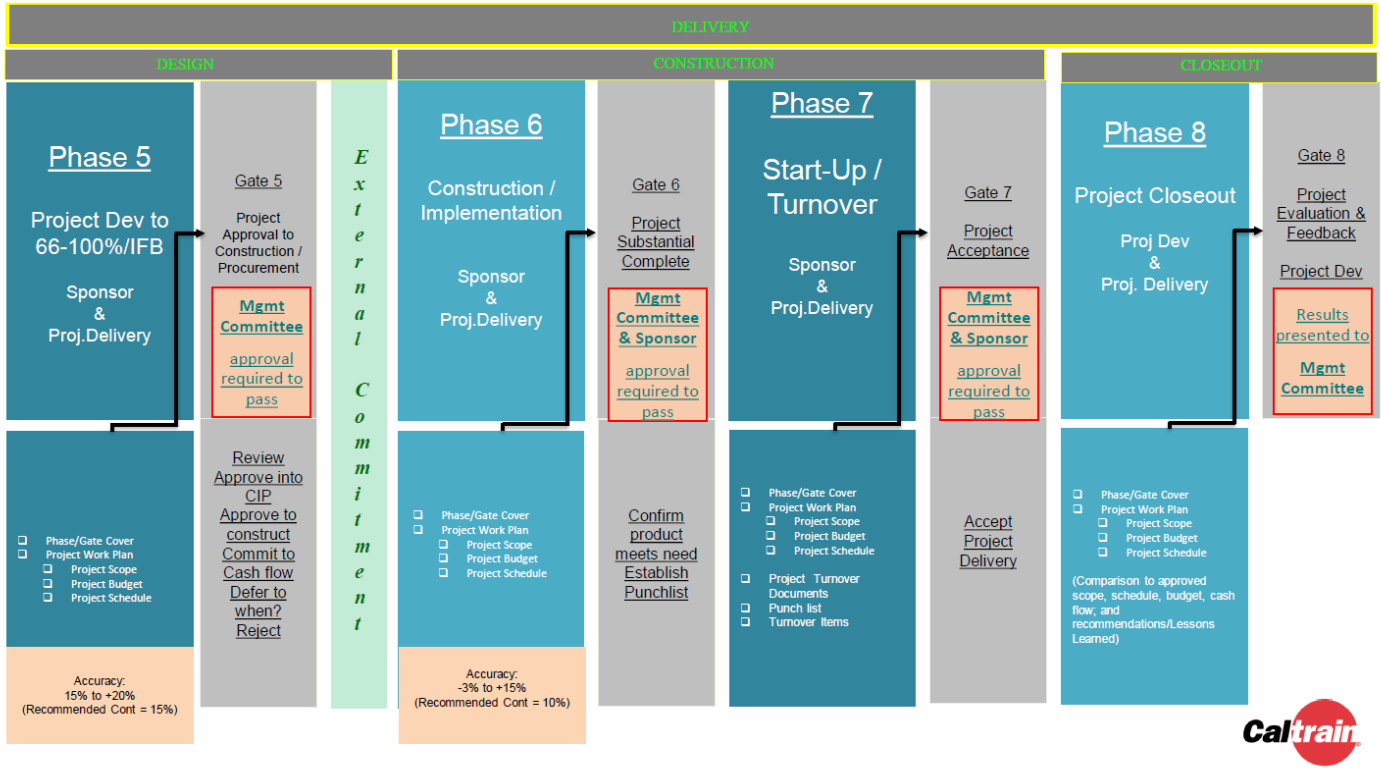 DELIVERY
DESIGN
CONSTRUCTION
CLOSEOUT
Phase 5
Project Dev to
66-100%/IFB
Sponsor
&
Proj.Delivery
Phase/Gate Cover
Project Work Plan
Project Scope
Project Budget
Project Schedule
Accuracy:
15% to +20%
(Recommended Cont = 15%)
Gate 5
Project
Approval to
Construction /
Procurement
Mgmt
Committee
approval
required to
pass
Review
Approve into
CIP
Approve to
construct
Commit to
Cash flow
Defer to
when?
Reject
External Commitment
Phase 6
Construction /
Implementation
Sponsor
&
Proj.Delivery
Phase/Gate Cover
Project Work Plan
Project Scope
Project Budget
Project Schedule
Accuracy:
-3% to +15%
(Recommended Cont = 10%)
Gate 6
Project
Substantial
Complete
Mgmt
Committee
& Sponsor
approval
required to
pass
Confirm
product
meets need
Establish
Punchlist
Phase 7
Start-Up /
Turnover
Sponsor
&
Proj.Delivery
Phase/Gate Cover
Project Work Plan
Project Scope
Project Budget
Project Schedule
Project Turnover
Documents
Punch list
Turnover Items
Gate 7
Project
Acceptance
Mgmt
Committee
& Sponsor
approval
required to
pass
Accept
Project
Delivery
Phase 8
Project Closeout
Proj Dev
&
Proj. Delivery
Phase/Gate Cover
Project Work Plan
Project Scope
Project Budget
Project Schedule
(Comparison to approved
scope, schedule, budget, cash
flow; and
recommendations/Lessons
Learned)
Gate 8
Project
Evaluation &
Feedback
Project Dev
Results
presented to
Mgmt
Committee
Caltrain